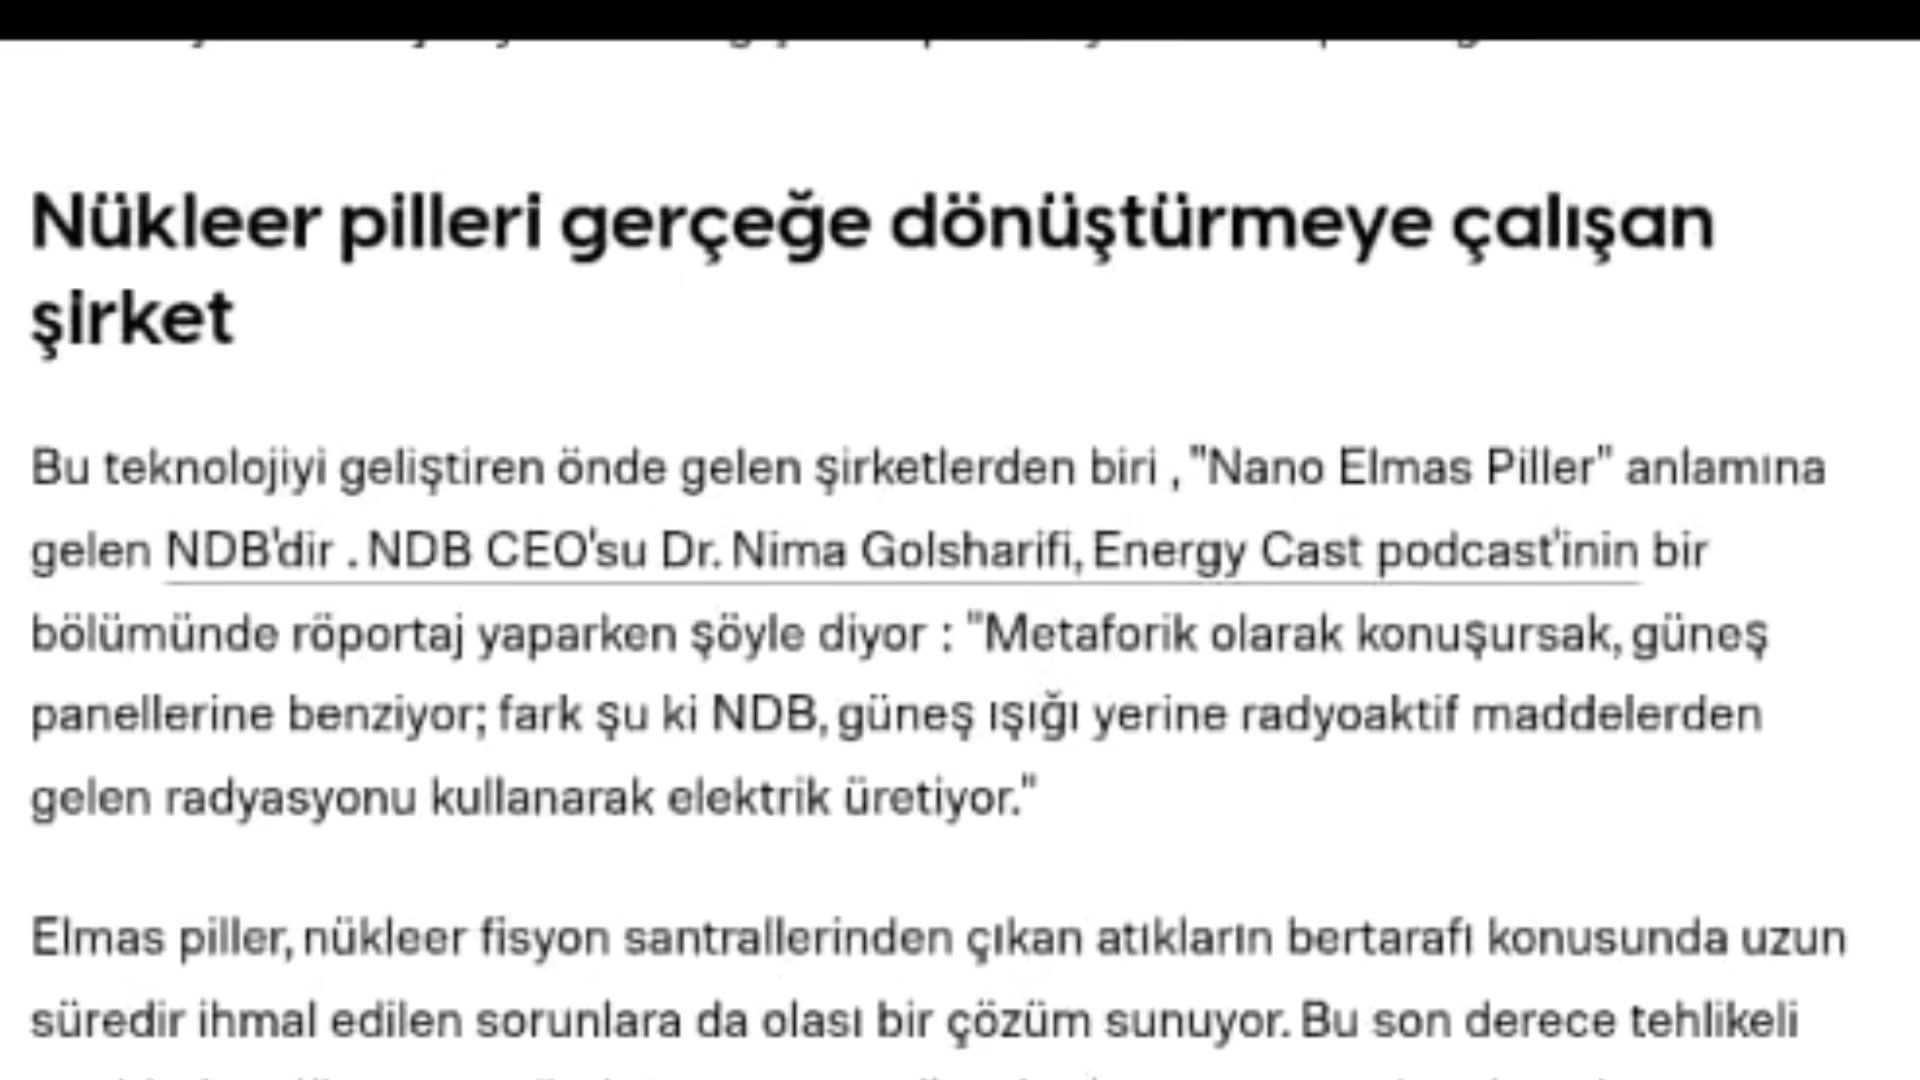 Nükleer pilleri gerçeğe dönüştürmeye çalışan
şirket
Bu teknolojiyi geliştiren önde gelen şirketlerden biri , "Nano Elmas Piller" anlamına
gelen NDB'dir . NDB CEO'su Dr. Nima Golsharifi, Energy Cast podcast'inin bir
bölümünde röportaj yaparken şöyle diyor : "Metaforik olarak konuşursak, güneş
panellerine benziyor; fark şu ki NDB, güneş ışığı yerine radyoaktif maddelerden
gelen radyasyonu kullanarak elektrik üretiyor."
Elmas piller, nükleer fisyon santrallerinden çıkan atıkların bertarafı konusunda uzun
süredir ihmal edilen sorunlara da olası bir çözüm sunuyor. Bu son derece tehlikeli